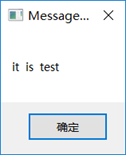 Message...
it is test
确定